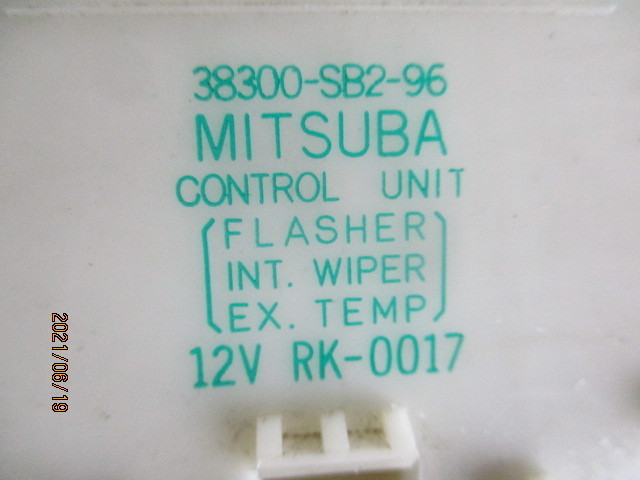 38300-SB2-96
MITSUBA
CONTROL UNIT
FLASHER
INT. WIPER
EX. TEMP
12V RK-0017
2021/06/19